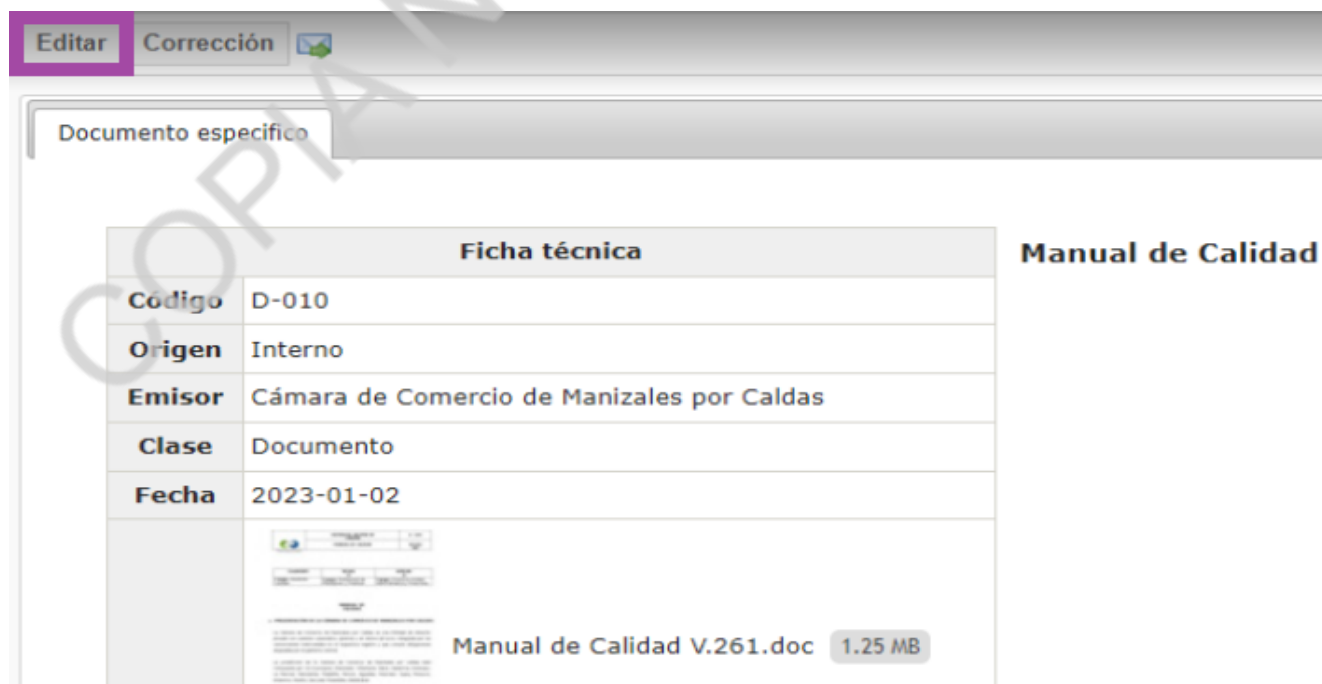 Editar Corrección
Documento especifico
Ficha técnica
Manual de Calidad
Código D-010
Origen Interno
Emisor Cámara de Comercio de Manizales por Caldas
Clase Documento
Fecha 2023-01-02
Manual de Calidad V.261.doc 1.25 MB
COPIA N